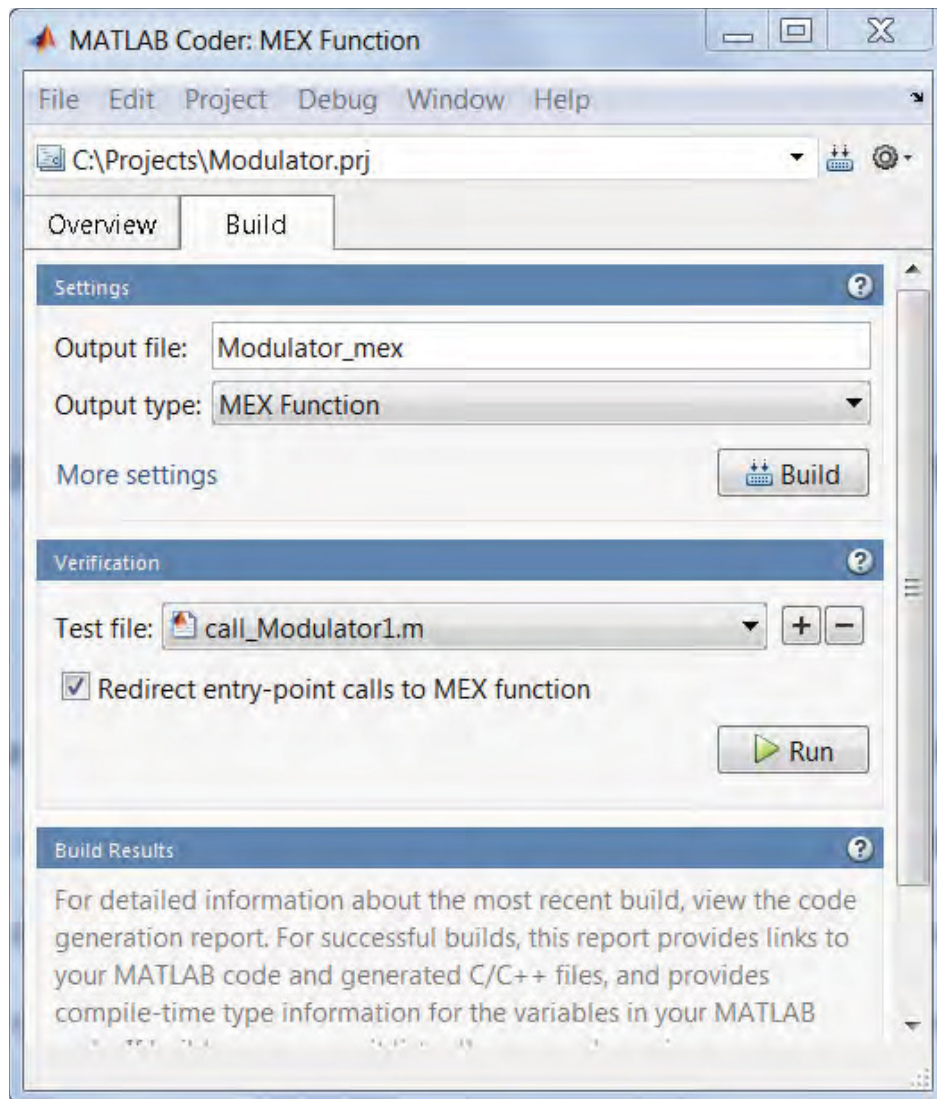 MATLAB Coder: MEX Function
File Edit Project Debug Window Help
C:\Projects\Modulator.prj
Overview Build
Settings
Output file: Modulator_mex
Output type: MEX Function
More settings Build
Verification
Test file: call_Modulator1.m
Redirect entry-point calls to MEX function
Run
Build Results
For detailed information about the most recent build, view the code
generation report. For successful builds, this report provides links to
your MATLAB code and generated C/C++ files, and provides
compile-time type information for the variables in your MATLAB